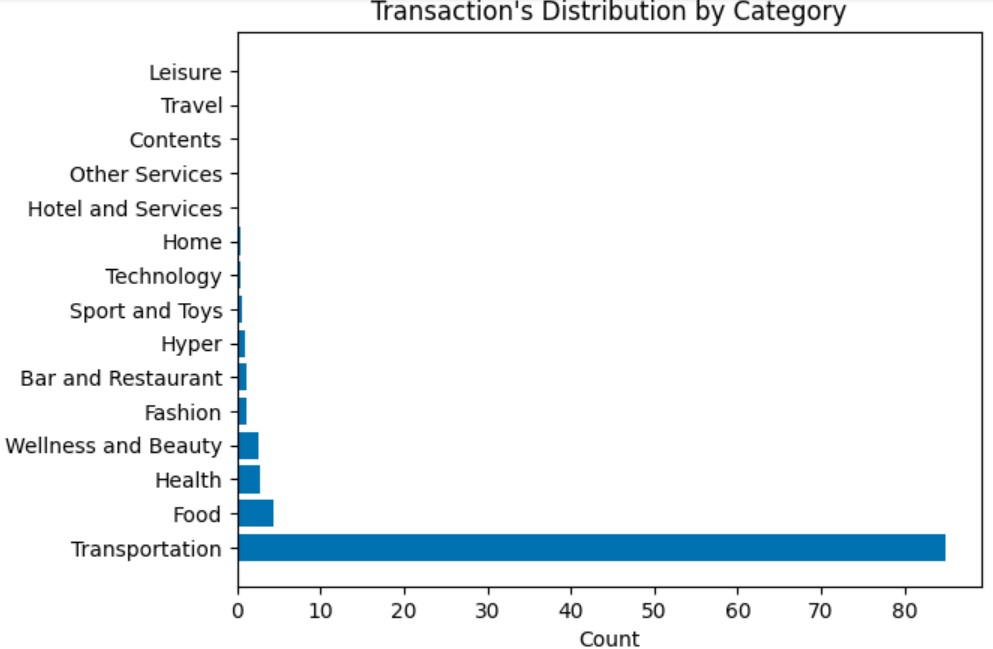 Transaction's Distribution by Category
Leisure
Travel
Contents
Other Services
Hotel and Services
Home
Technology
Sport and Toys
Hyper
Bar and Restaurant
Fashion
Wellness and Beauty
Health
Food
Transportation
0 10 20 30 40 50 60 70 80
Count